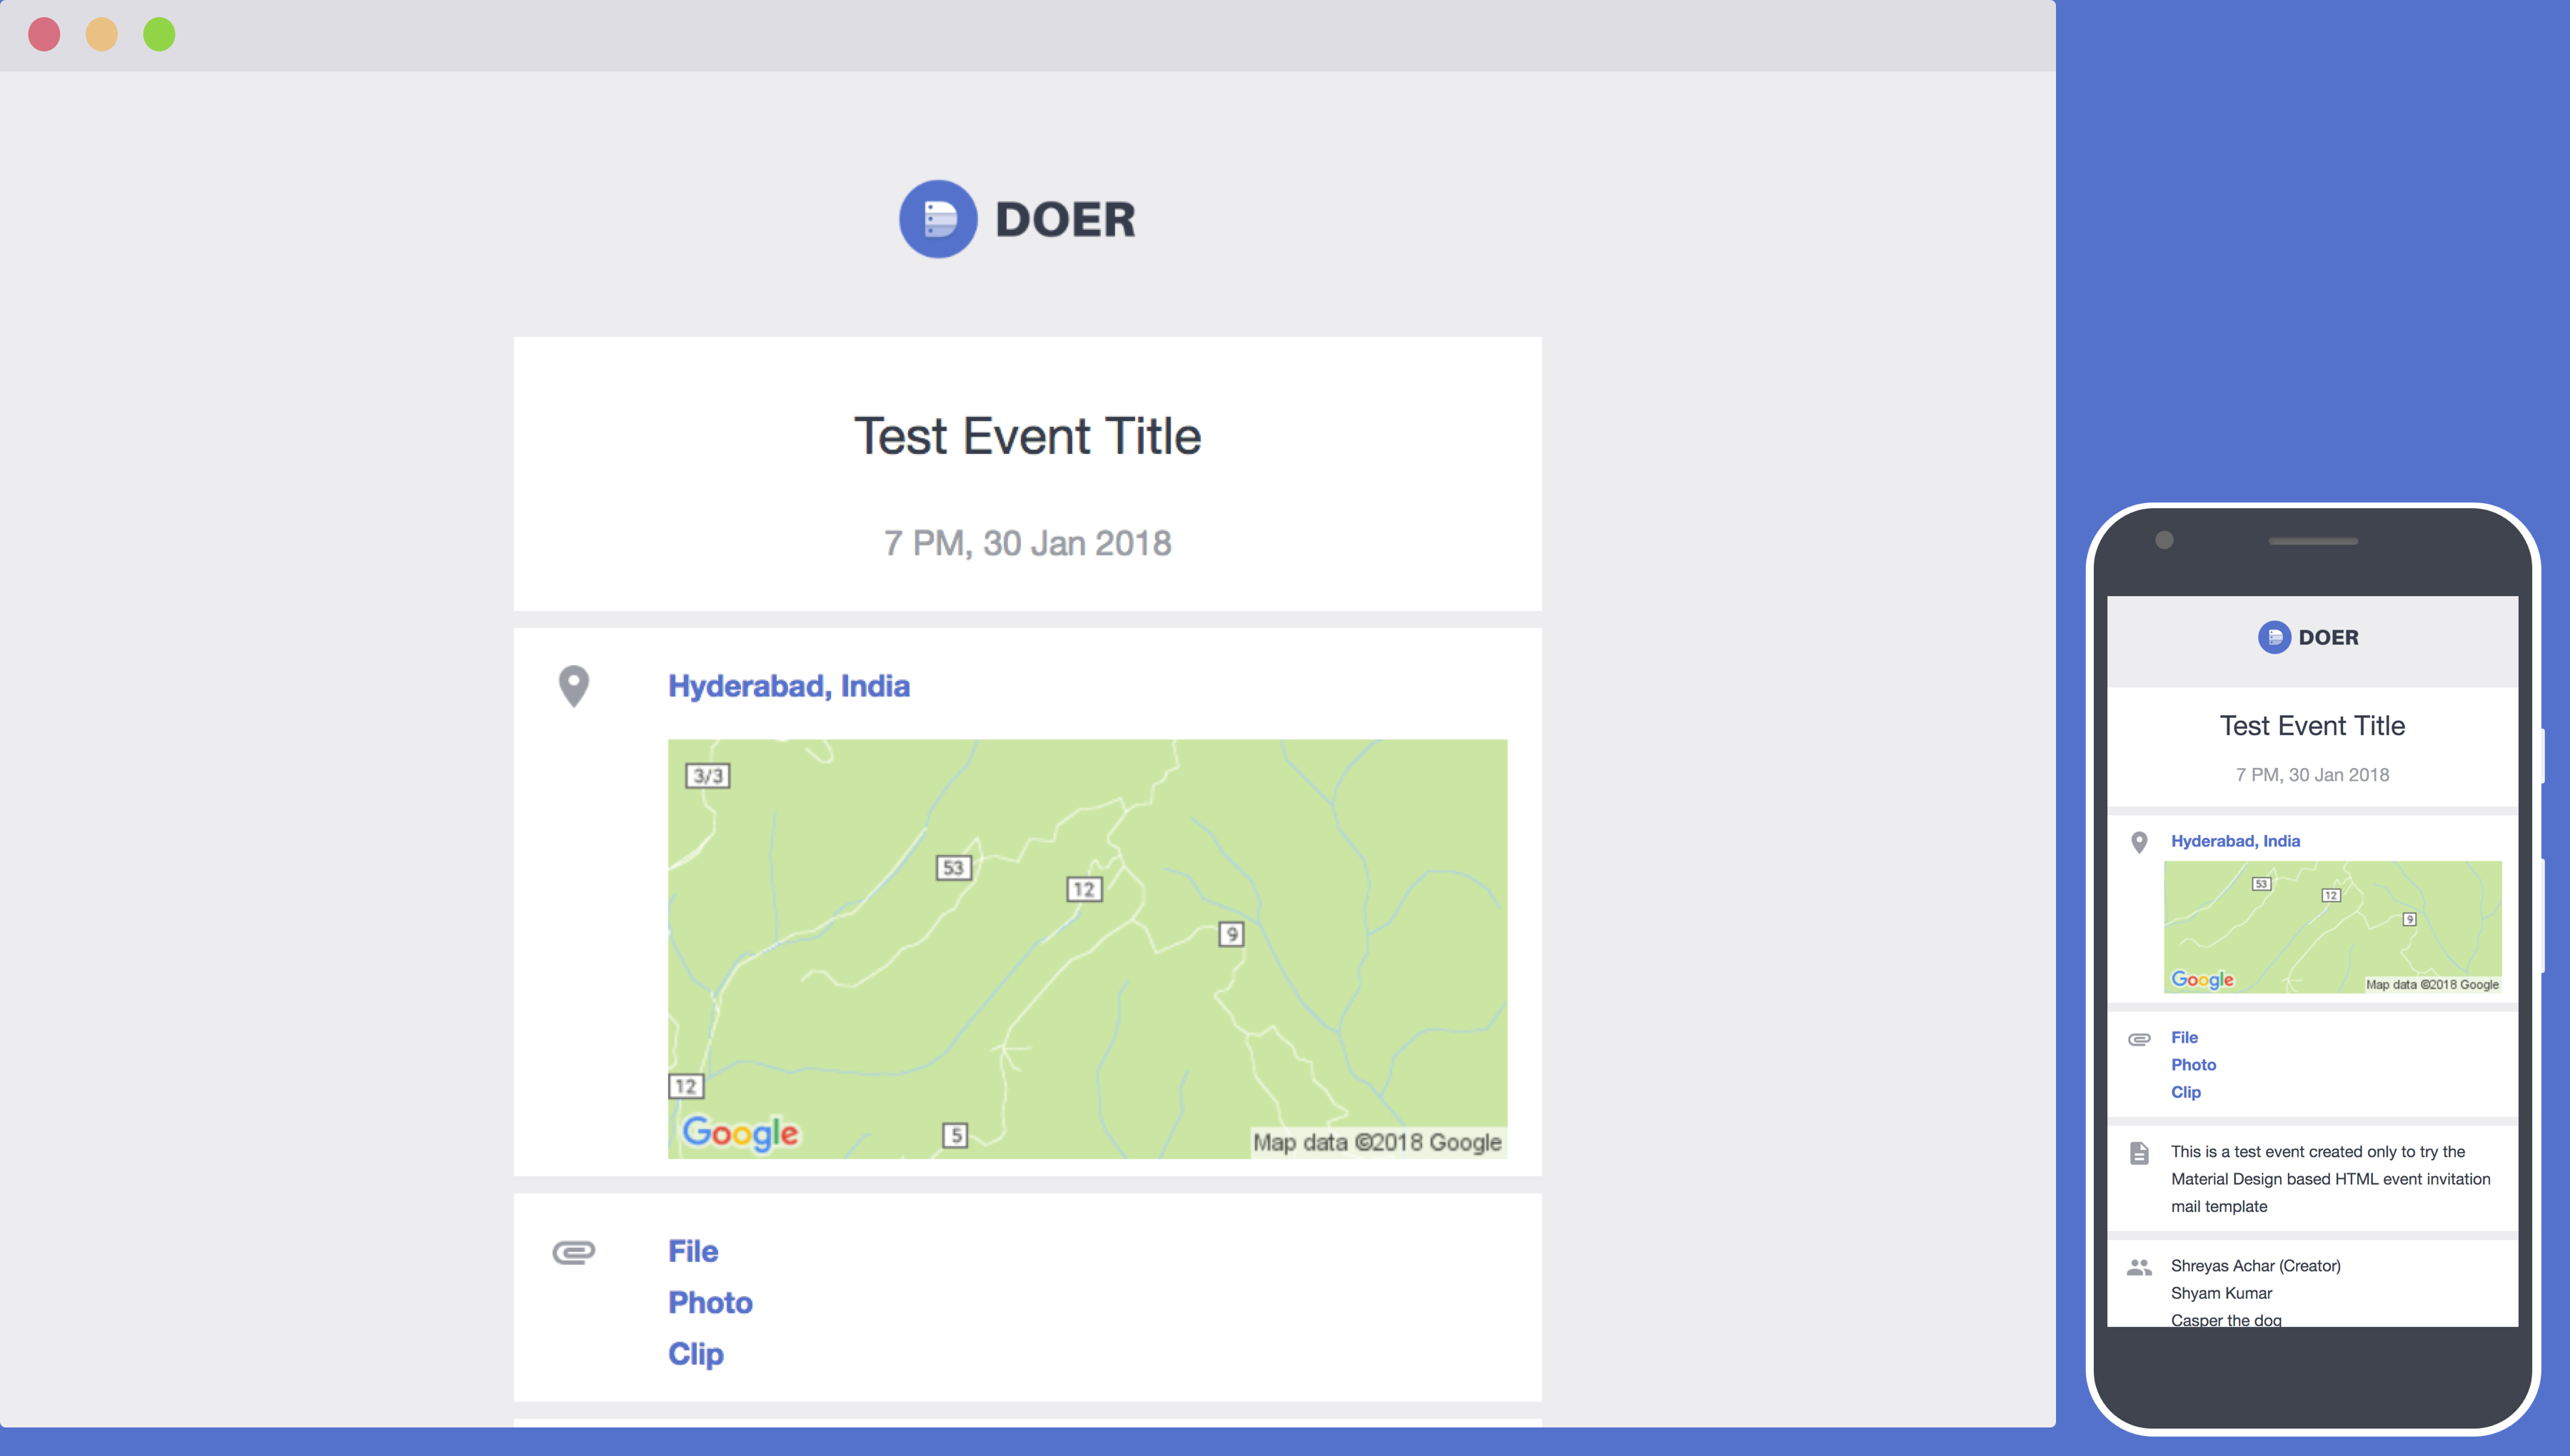 DOER
Test Event Title
7 PM, 30 Jan 2018
Hyderabad, India
3/3
53
12
9
12
5
Google
Map data ©2018 Google
File
Photo
Clip
DOER
Test Event Title
7 PM, 30 Jan 2018
Hyderabad, India
53
12
9
Google
Map data ©2018 Google
File
Photo
Clip
This is a test event created only to try the
Material Design based HTML event invitation
mail template
Shreyas Achar (Creator)
Shyam Kumar
Casper the dog